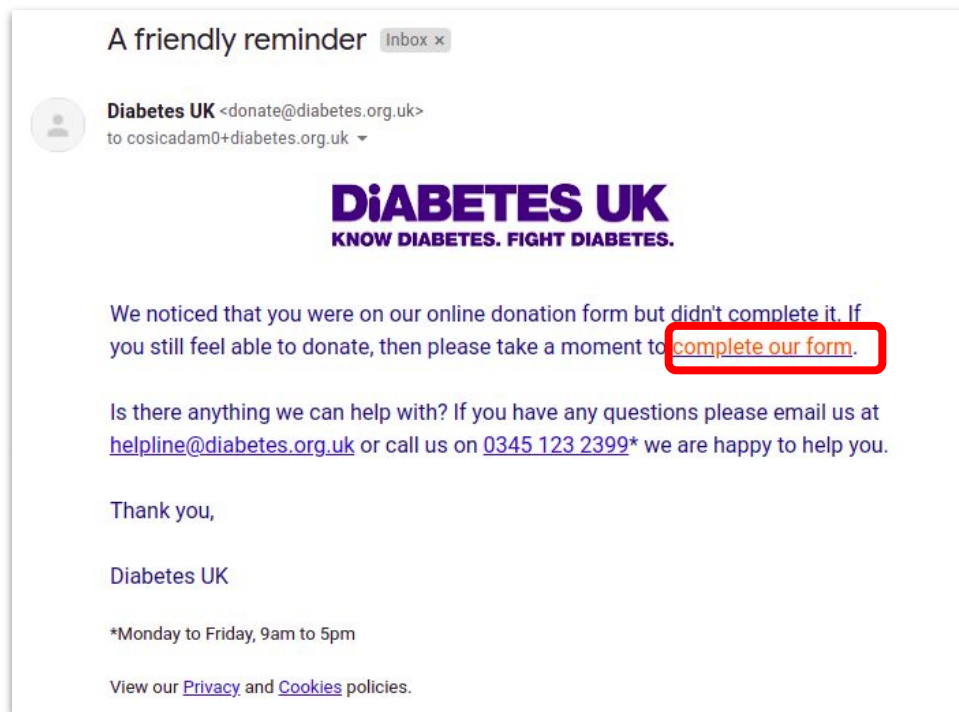 A friendly reminder Inbox ×
Diabetes UK <donate@diabetes.org.uk>
to cosicadam0+diabetes.org.uk
DiABETES UK
KNOW DIABETES. FIGHT DIABETES.
We noticed that you were on our online donation form but didn't complete it. If
you still feel able to donate, then please take a moment to complete our form.
Is there anything we can help with? If you have any questions please email us at
helpline@diabetes.org.uk or call us on 0345 123 2399* we are happy to help you.
Thank you,
Diabetes UK
*Monday to Friday, 9am to 5pm
View our Privacy and Cookies policies.